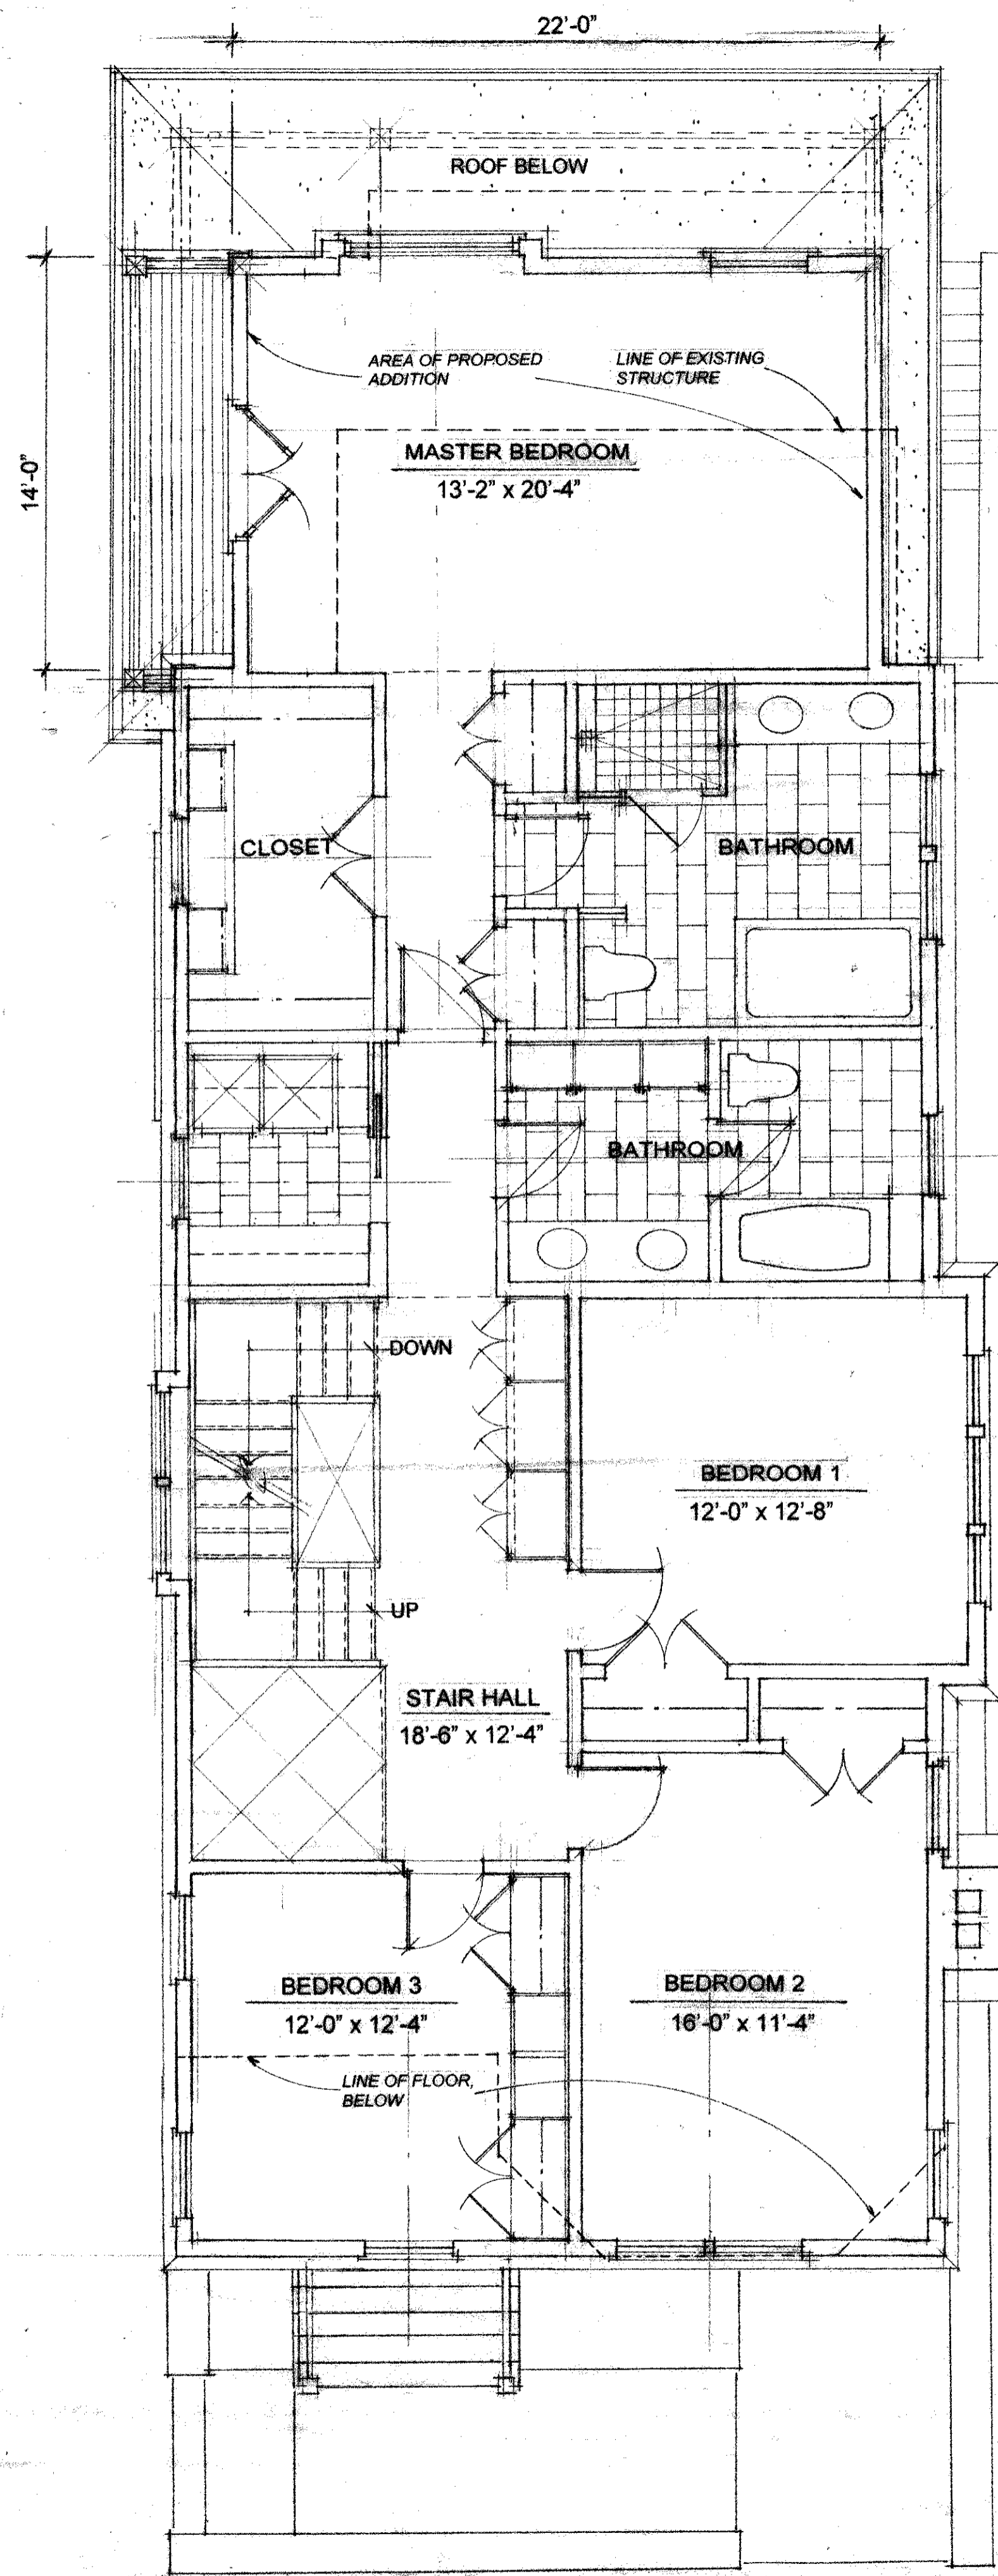 22'-0"
ROOF BELOW
AREA OF PROPOSED
ADDITION
LINE OF EXISTING
STRUCTURE
14'-0"
MASTER BEDROOM
13'-2" x 20'-4"
CLOSET
BATHROOM
BATHROOM
DOWN
BEDROOM 1
12'-0" x 12'-8"
UP
STAIR HALL
18'-6" x 12'-4"
BEDROOM 3
12'-0" x 12'-4"
BEDROOM 2
16'-0" x 11'-4"
LINE OF FLOOR,
BELOW